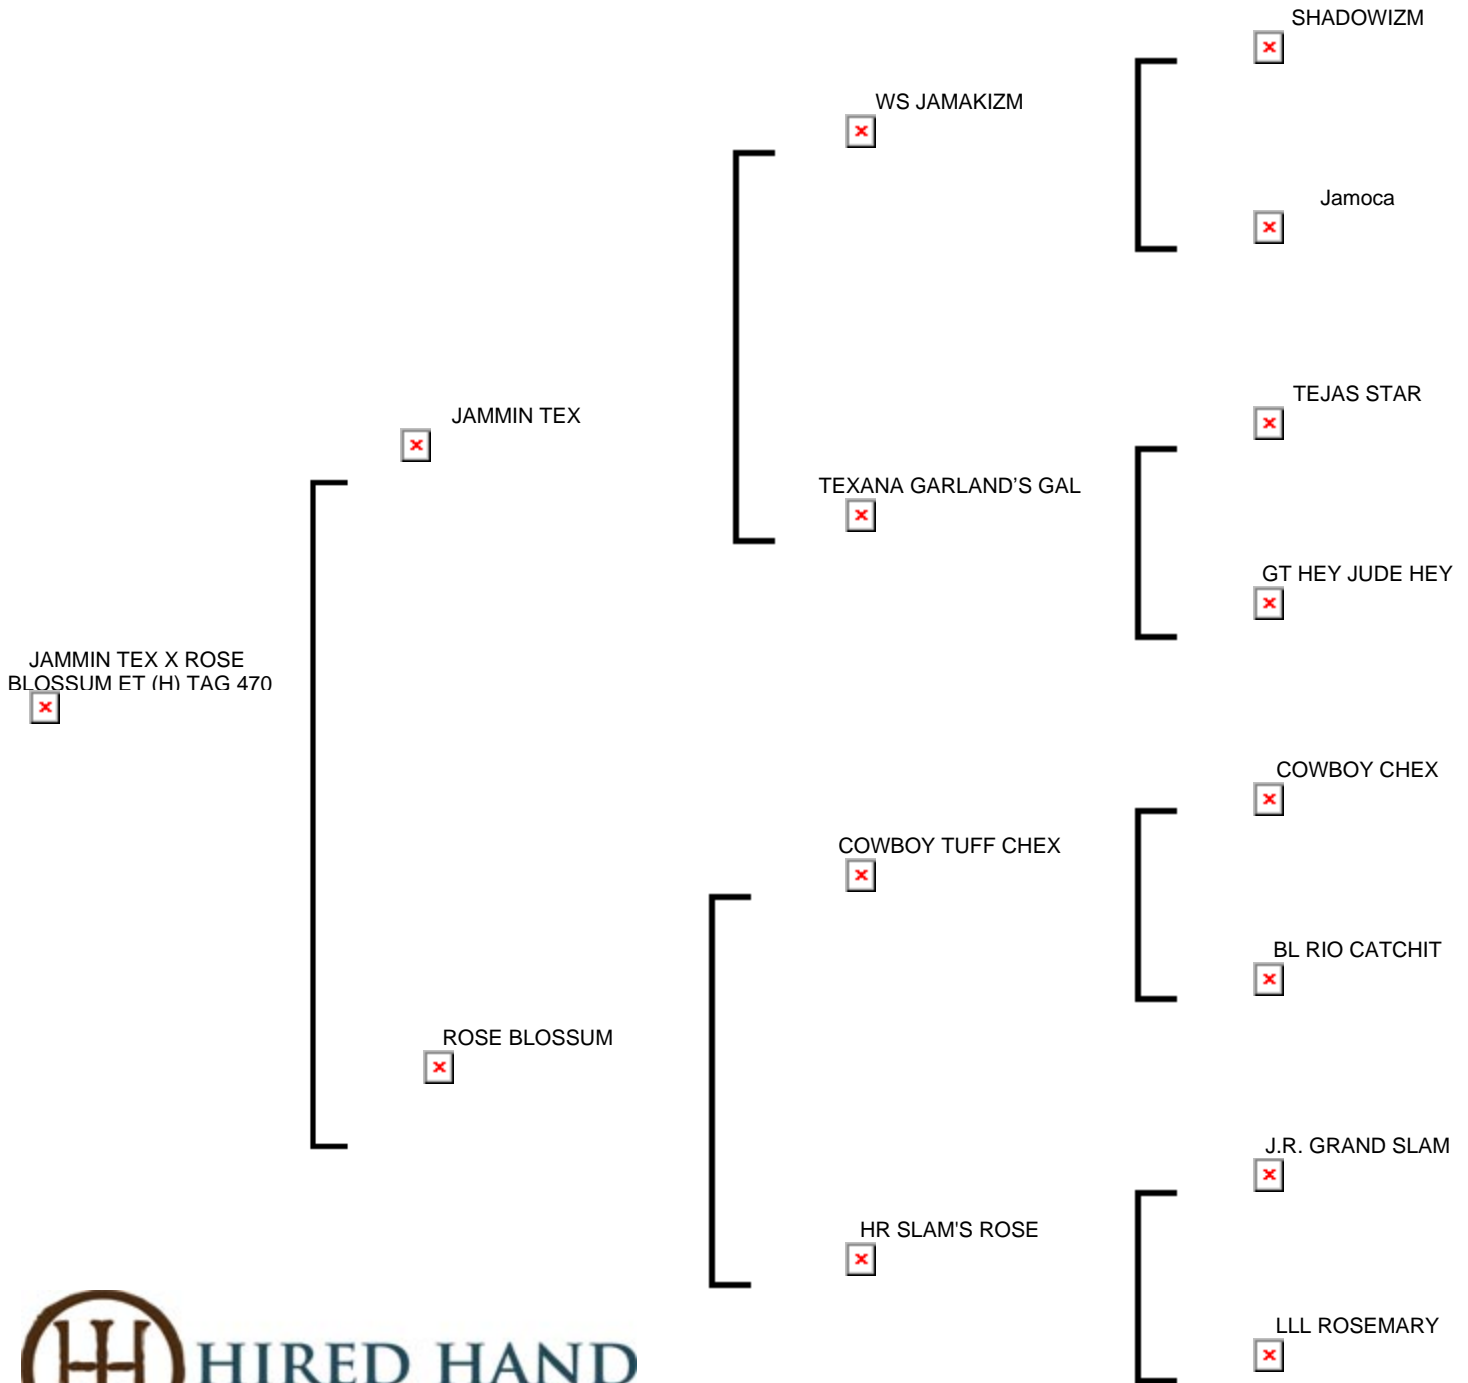 SHADOWIZM
WS JAMAKIZM
Jamoca
TEJAS STAR
JAMMIN TEX
TEXANA GARLAND’S GAL
GT HEY JUDE HEY
JAMMIN TEX X ROSE
BLOSSUM ET (H) TAG 470
COWBOY CHEX
COWBOY TUFF CHEX
BL RIO CATCHIT
ROSE BLOSSUM
J.R. GRAND SLAM
HR SLAM'S ROSE
LLL ROSEMARY
HIRED HAND